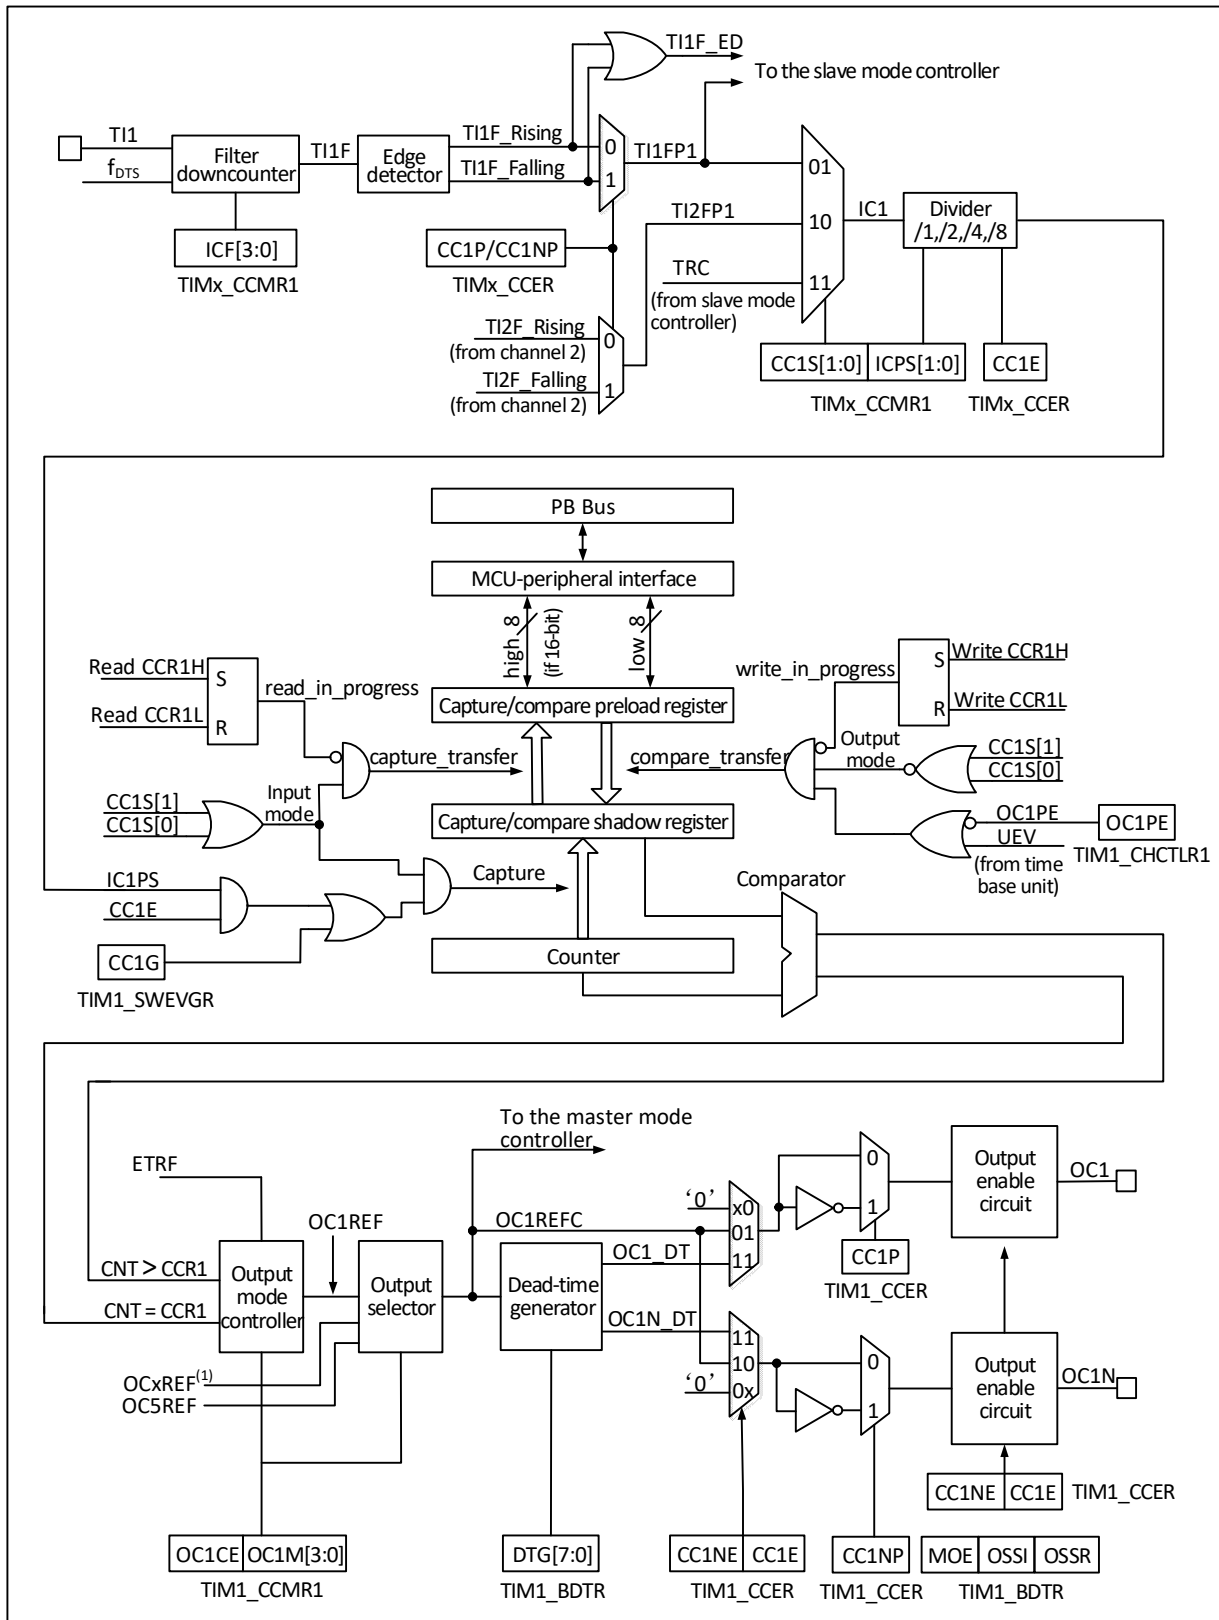 TI1F_ED
To the slave mode controller
TI1
fDTS
Filter
downcounter
TI1F
Edge
detector
TI1F_Rising
TI1F_Falling
0
1
TI1FP1
01
10
11
TI2FP1
IC1
Divider
/1,/2,/4,/8
ICF[3:0]
TIMx_CCMR1
CC1P/CC1NP
TIMx_CCER
TRC
(from slave mode
controller)
TI2F_Rising
(from channel 2)
TI2F_Falling
(from channel 2)
0
1
CC1S[1:0]
ICPS[1:0]
TIMx_CCMR1
CC1E
TIMx_CCER
PB Bus
MCU-peripheral interface
high
8
(if 16-bit)
low
8
Read CCR1H
Read CCR1L
S
R
read_in_progress
Capture/compare preload register
write_in_progress
S
R
Write CCR1H
Write CCR1L
capture_transfer
compare_transfer
Output
mode
CC1S[1]
CC1S[0]
CC1S[1]
CC1S[0]
Input
mode
Capture/compare shadow register
OC1PE
UEV
(from time
base unit)
OC1PE
TIM1_CHCTLR1
IC1PS
CC1E
CC1G
TIM1_SWEVGR
Capture
Comparator
Counter
To the master mode
controller
ETRF
OC1REF
CNT > CCR1
CNT = CCR1
Output
mode
controller
Output
selector
OCxREF(1)
OC5REF
OC1REFC
Dead-time
generator
OC1_DT
OC1N_DT
‘0’
x0
01
11
11
10
0x
‘0’
0
1
CC1P
TIM1_CCER
0
1
Output
enable
circuit
OC1
Output
enable
circuit
OC1N
CC1NE
CC1E
TIM1_CCER
OC1CE
OC1M[3:0]
TIM1_CCMR1
DTG[7:0]
TIM1_BDTR
CC1NE
CC1E
TIM1_CCER
CC1NP
TIM1_CCER
MOE
OSSI
OSSR
TIM1_BDTR